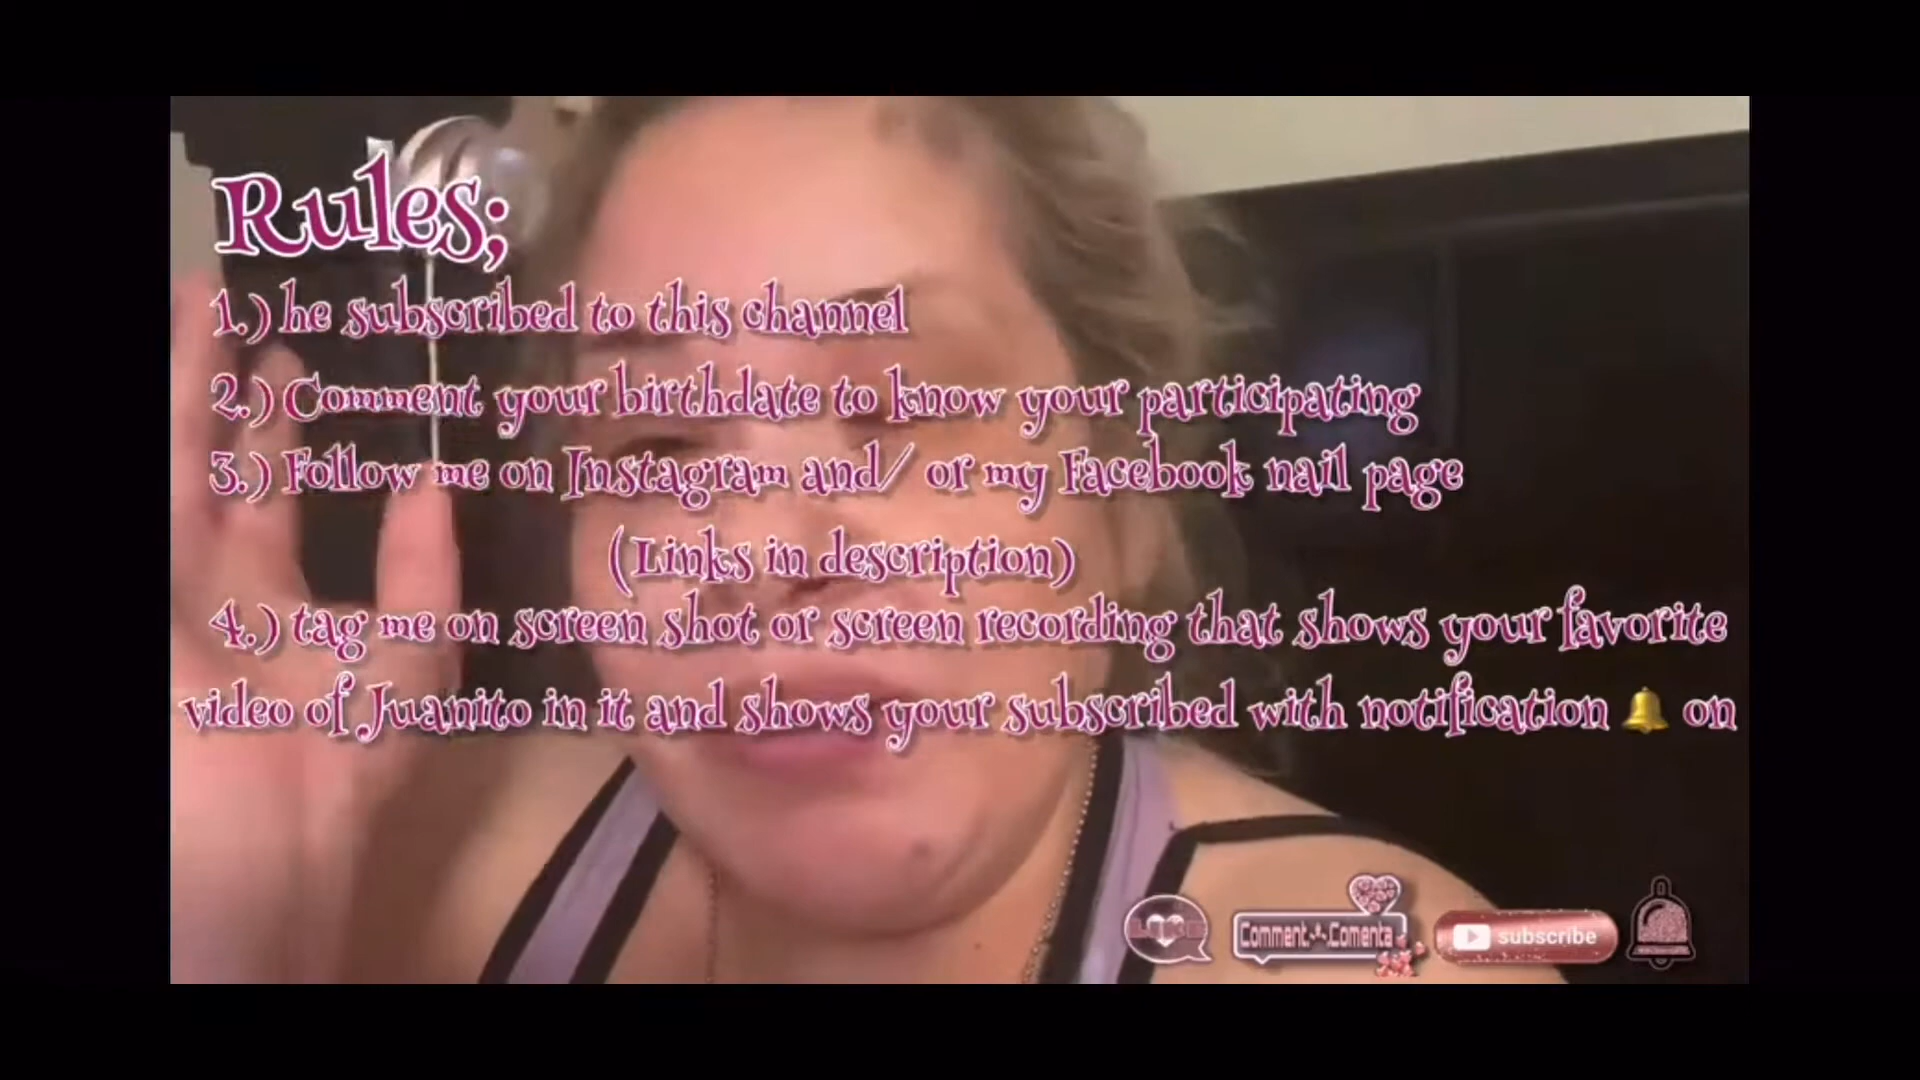 Rules;
1.) he subscribed to this channel
2.) Comment your birthdate to know your participating
3.) Follow me on Instagram and/ or my Facebook nail page
(Links in description)
4.) tag me on screen shot or screen recording that shows your favorite
video of Juanito in it and shows your subscribed with notification 🔔 on
LIKE
Comment Comenta
subscribe